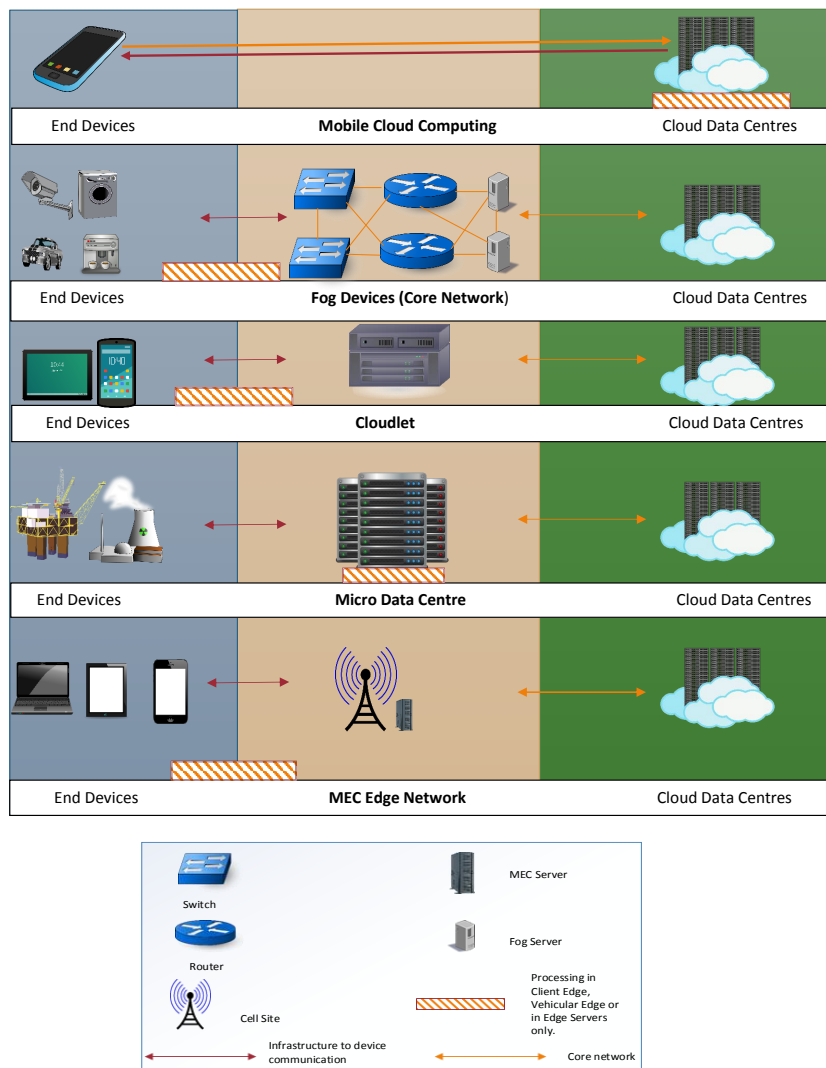 End Devices
Mobile Cloud Computing
Cloud Data Centres
End Devices
Fog Devices (Core Network)
Cloud Data Centres
10:40
End Devices
Cloudlet
Cloud Data Centres
End Devices
Micro Data Centre
Cloud Data Centres
End Devices
MEC Edge Network
Cloud Data Centres
Switch
MEC Server
Router
Fog Server
Cell Site
Processing in
Client Edge,
Vehicular Edge or
in Edge Servers
only.
Infrastructure to device
communication
Core network